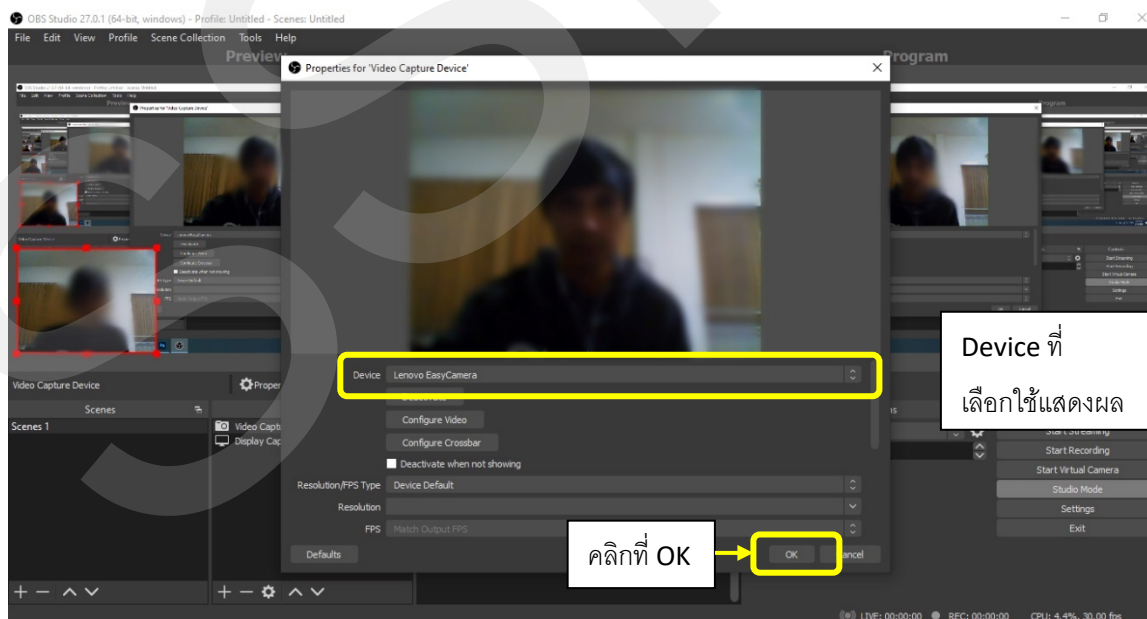 OBS Studio 27.0.1 (64-bit, windows) - Profile: Untitled - Scenes: Untitled
File Edit View Profile Scene Collection Tools Help
Preview
Program
Properties for 'Video Capture Device'
Device Lenovo EasyCamera
Configure Video
Configure Crossbar
Deactivate when not showing
Resolution/FPS Type Device Default
Resolution
FPS Match Output FPS
Defaults
OK
Cancel
Device ที่
เลือกใช้แสดงผล
คลิกที่ OK
Video Capture Device
Scenes
Scenes 1
Video Capt
Display Cap
Start Streaming
Start Recording
Start Virtual Camera
Studio Mode
Settings
Exit
LIVE: 00:00:00 REC: 00:00:00 CPU: 4.4%, 30.00 fps